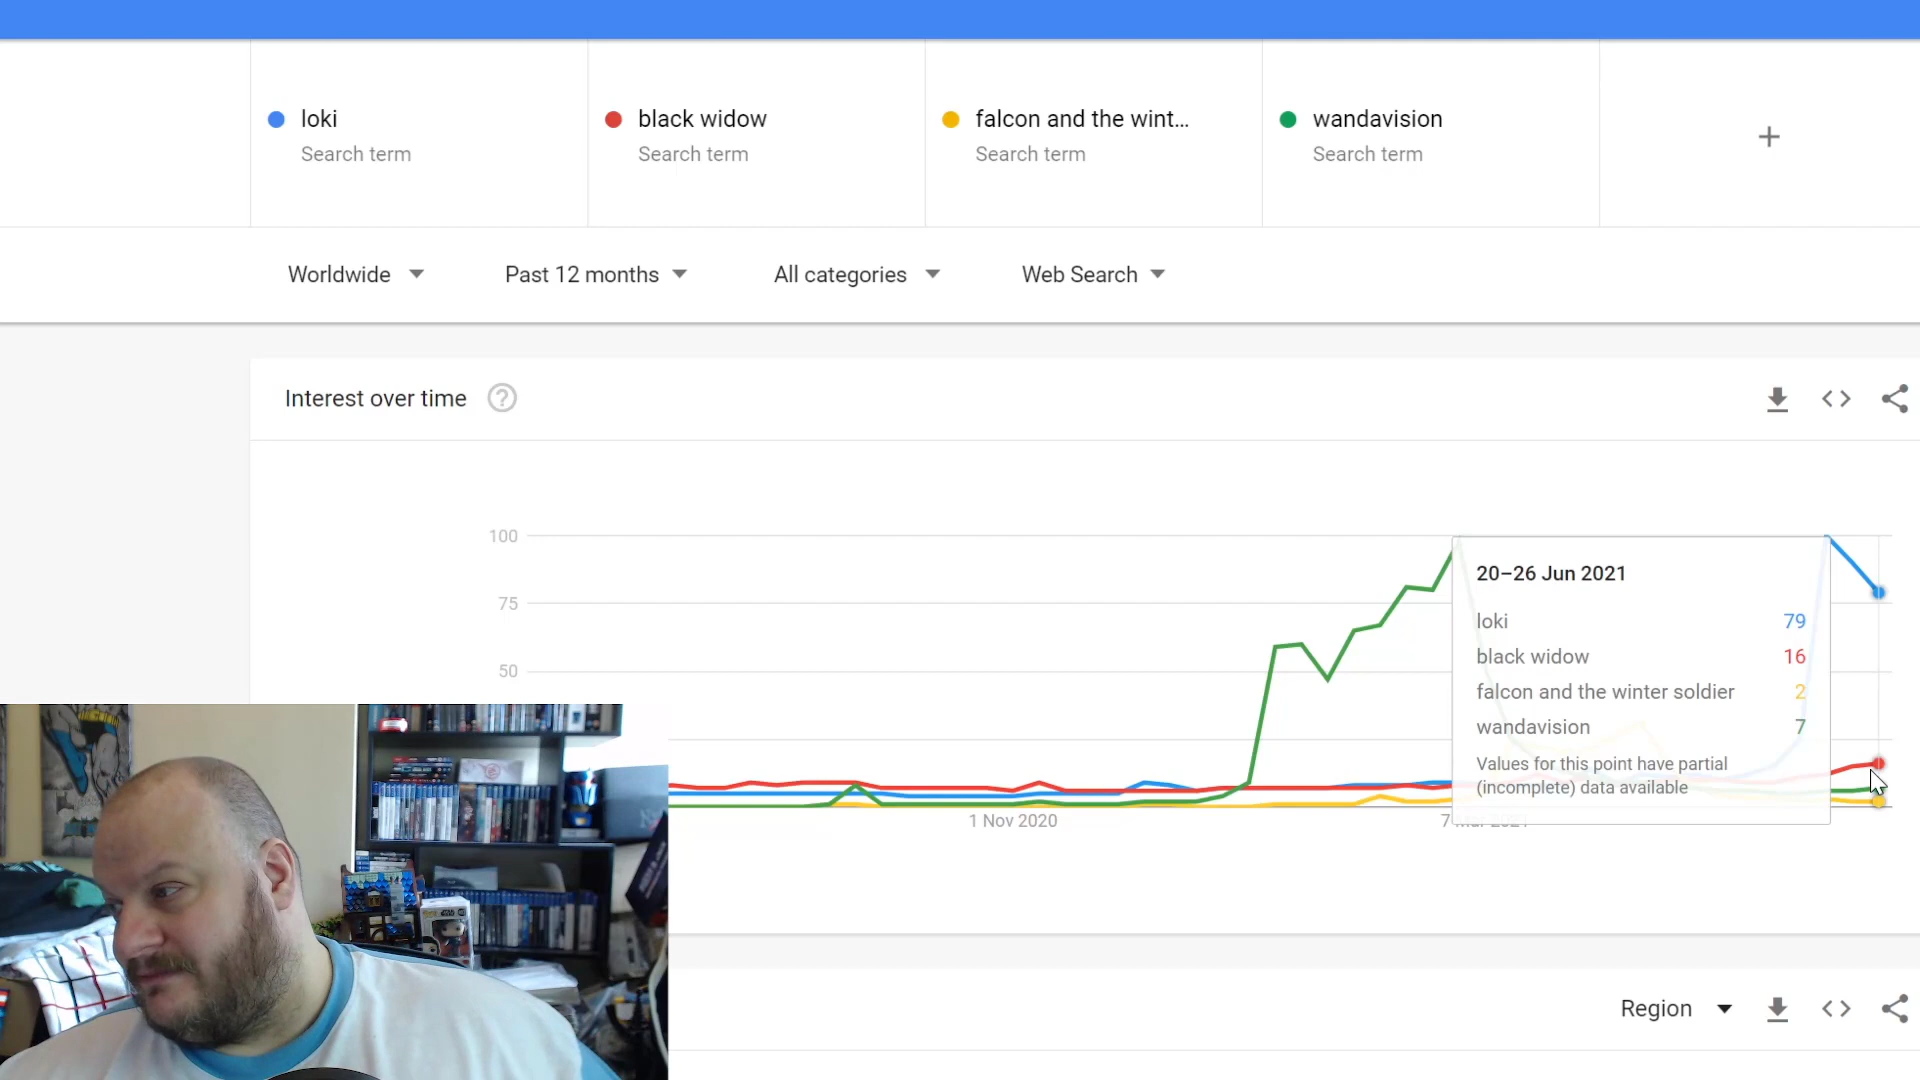 loki
Search term
black widow
Search term
falcon and the wint...
Search term
wandavision
Search term
+
Worldwide
Past 12 months
All categories
Web Search
Interest over time
?
100
75
50
20–26 Jun 2021
loki 79
black widow 16
falcon and the winter soldier 2
wandavision 7
Values for this point have partial
(incomplete) data available
1 Nov 2020
7 Mar 2021
Region